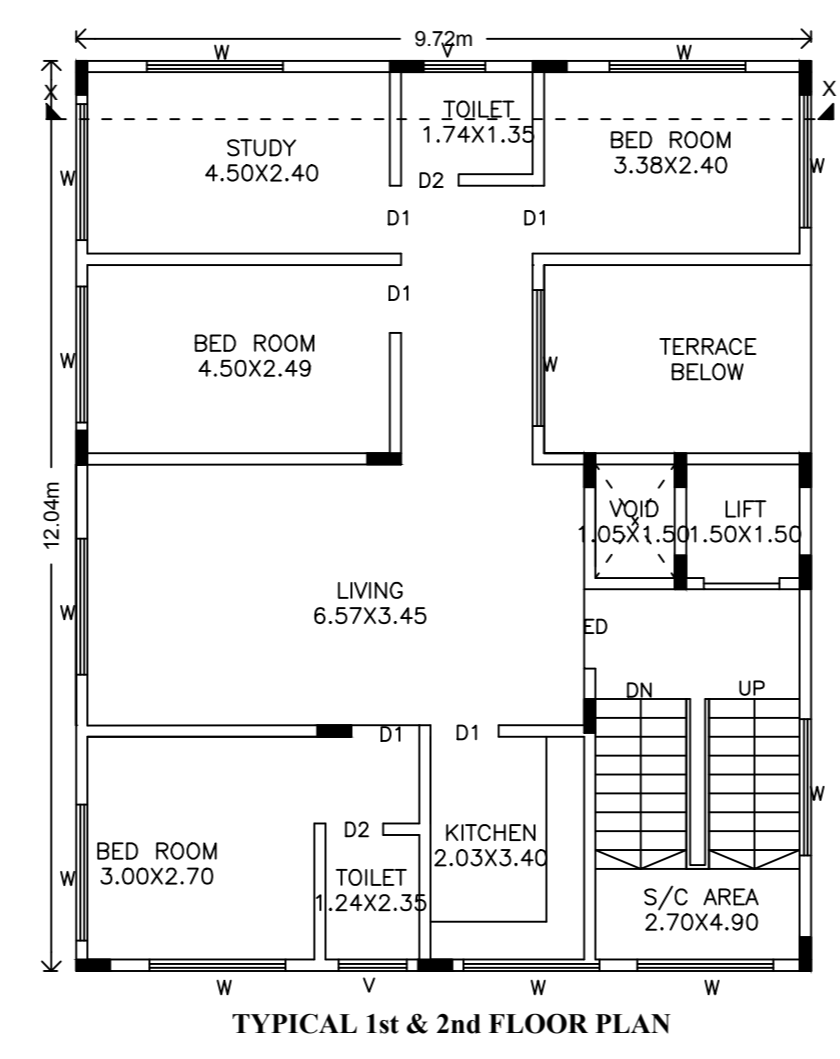 9.72m
W
V
W
X
X
TOILET
1.74X1.35
STUDY
4.50X2.40
BED ROOM
3.38X2.40
W
W
D2
D1
D1
D1
BED ROOM
4.50X2.49
W
W
TERRACE
BELOW
12.04m
VOID
1.05X1.50
LIFT
1.50X1.50
X
LIVING
6.57X3.45
W
ED
DN
UP
D1
D1
W
BED ROOM
3.00X2.70
W
D2
TOILET
1.24X2.35
KITCHEN
2.03X3.40
S/C AREA
2.70X4.90
W
V
W
W
TYPICAL 1st & 2nd FLOOR PLAN